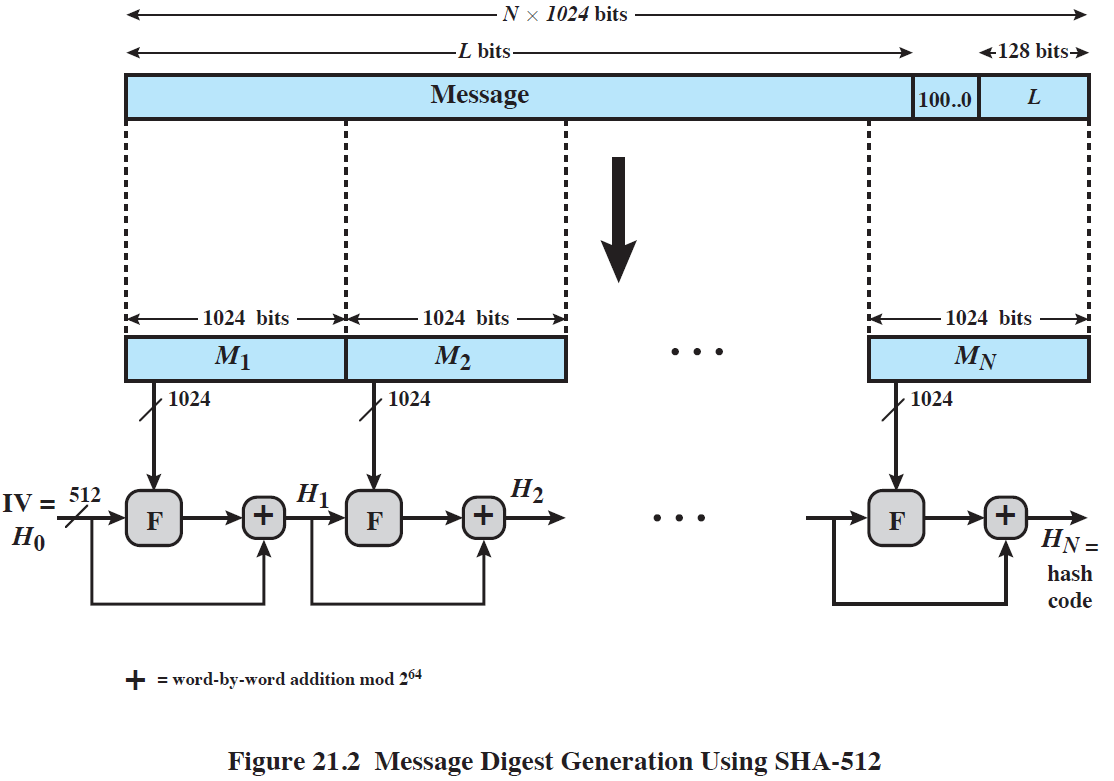 N × 1024 bits
L bits 128 bits
Message 100..0 L
1024 bits 1024 bits 1024 bits
M1 M2 • • • MN
1024 1024 1024
IV = 512 F + H1 F + H2 • • • F +
H0 HN =
hash
code
+ = word-by-word addition mod 2^64
Figure 21.2 Message Digest Generation Using SHA-512